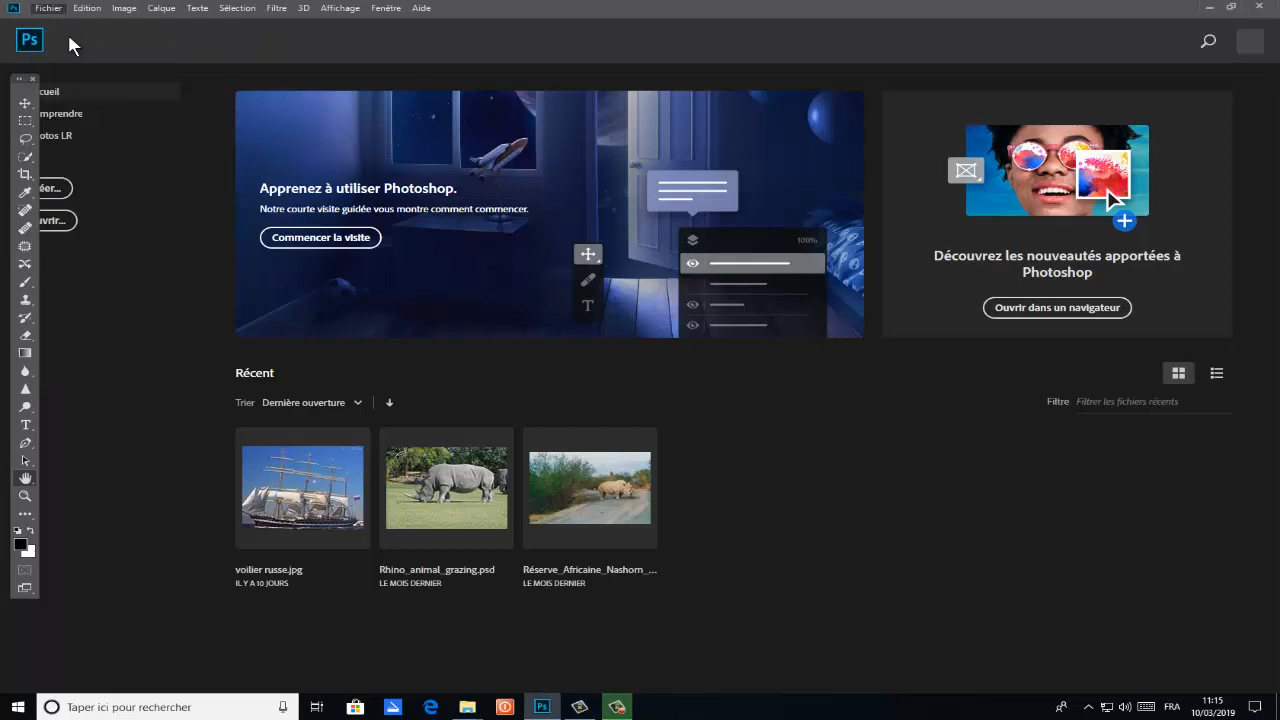 Ps Fichier Edition Image Calque Texte Sélection Filtre 3D Affichage Fenêtre Aide
Ps
cueil
mprendre
otos LR
éer...
uvrir...
Apprenez à utiliser Photoshop.
Notre courte visite guidée vous montre comment commencer.
Commencer la visite
100%
T
Découvrez les nouveautés apportées à
Photoshop
Ouvrir dans un navigateur
Récent
Trier Dernière ouverture
Filtre Filtrer les fichiers récents
voilier russe.jpg
IL Y A 10 JOURS
Rhino_animal_grazing.psd
LE MOIS DERNIER
Réserve_Africaine_Nashorn_...
LE MOIS DERNIER
Taper ici pour rechercher
Ps
FRA
11:15
10/03/2019